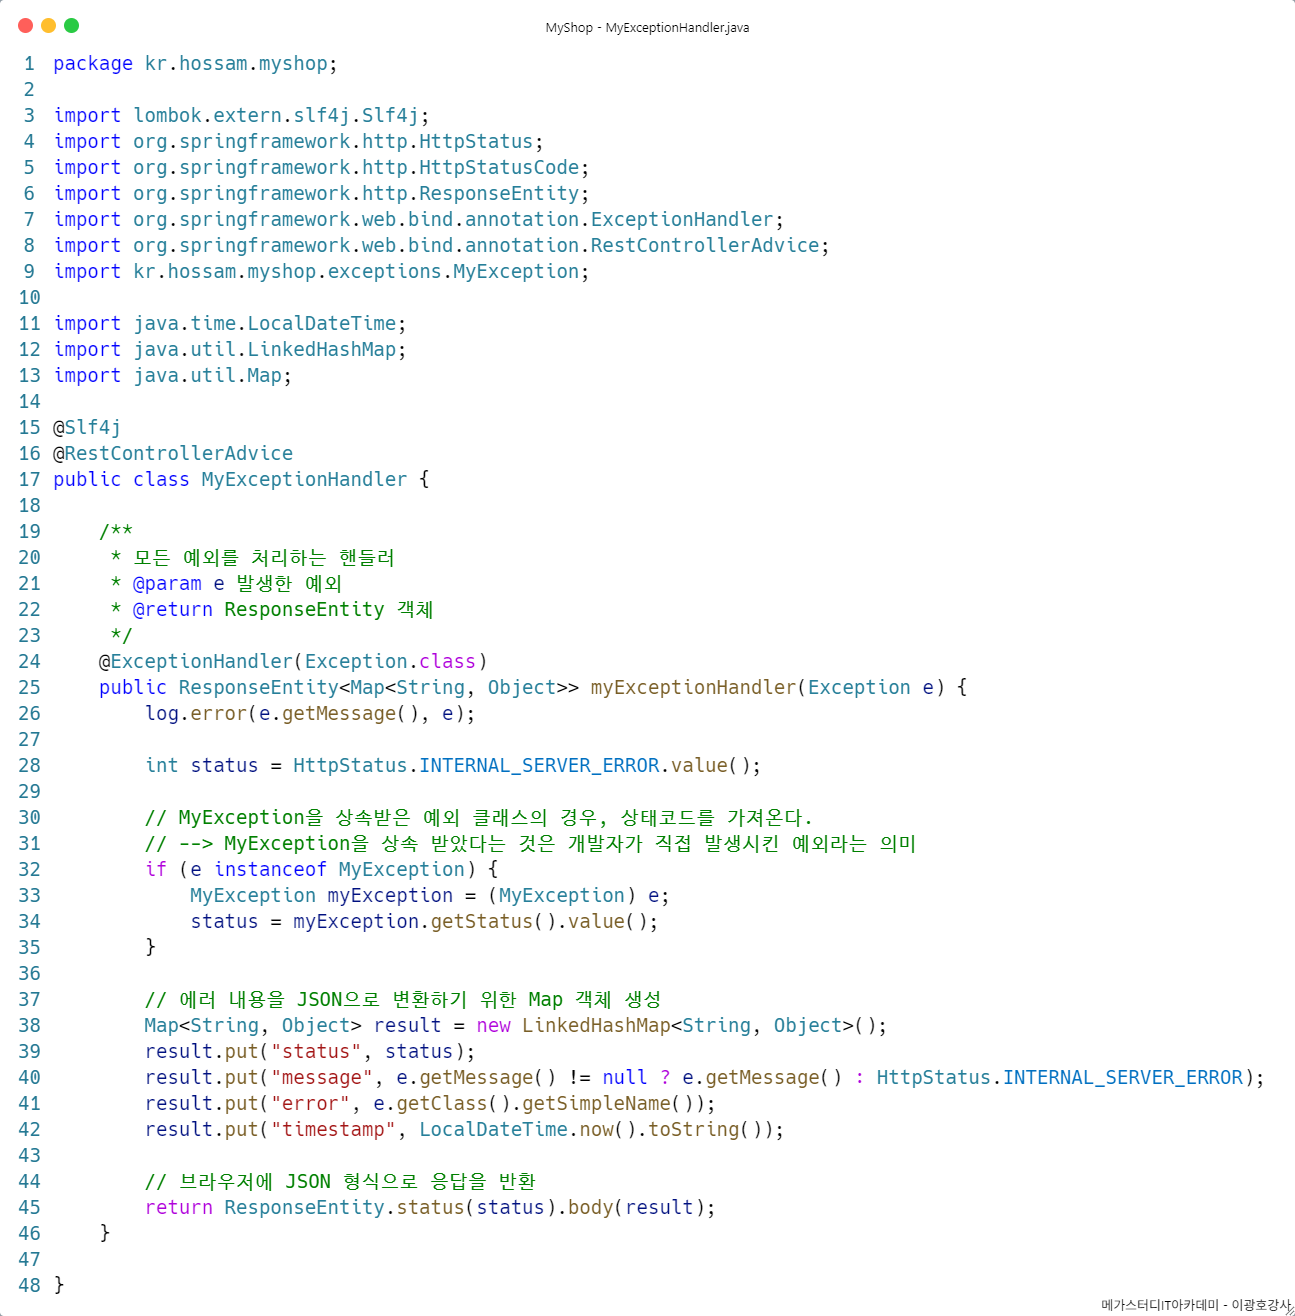 MyShop - MyExceptionHandler.java
1 package kr.hossam.myshop;
2
3 import lombok.extern.slf4j.Slf4j;
4 import org.springframework.http.HttpStatus;
5 import org.springframework.http.HttpStatusCode;
6 import org.springframework.http.ResponseEntity;
7 import org.springframework.web.bind.annotation.ExceptionHandler;
8 import org.springframework.web.bind.annotation.RestControllerAdvice;
9 import kr.hossam.myshop.exceptions.MyException;
10
11 import java.time.LocalDateTime;
12 import java.util.LinkedHashMap;
13 import java.util.Map;
14
15 @Slf4j
16 @RestControllerAdvice
17 public class MyExceptionHandler {
18
19     /**
20      * 모든 예외를 처리하는 핸들러
21      * @param e 발생한 예외
22      * @return ResponseEntity 객체
23      */
24     @ExceptionHandler(Exception.class)
25     public ResponseEntity<Map<String, Object>> myExceptionHandler(Exception e) {
26         log.error(e.getMessage(), e);
27
28         int status = HttpStatus.INTERNAL_SERVER_ERROR.value();
29
30         // MyException을 상속받은 예외 클래스의 경우, 상태코드를 가져온다.
31         // --> MyException을 상속 받았다는 것은 개발자가 직접 발생시킨 예외라는 의미
32         if (e instanceof MyException) {
33             MyException myException = (MyException) e;
34             status = myException.getStatus().value();
35         }
36
37         // 에러 내용을 JSON으로 변환하기 위한 Map 객체 생성
38         Map<String, Object> result = new LinkedHashMap<String, Object>();
39         result.put("status", status);
40         result.put("message", e.getMessage() != null ? e.getMessage() : HttpStatus.INTERNAL_SERVER_ERROR);
41         result.put("error", e.getClass().getSimpleName());
42         result.put("timestamp", LocalDateTime.now().toString());
43
44         // 브라우저에 JSON 형식으로 응답을 반환
45         return ResponseEntity.status(status).body(result);
46     }
47
48 }
메가스터디IT아카데미 - 이광호강사